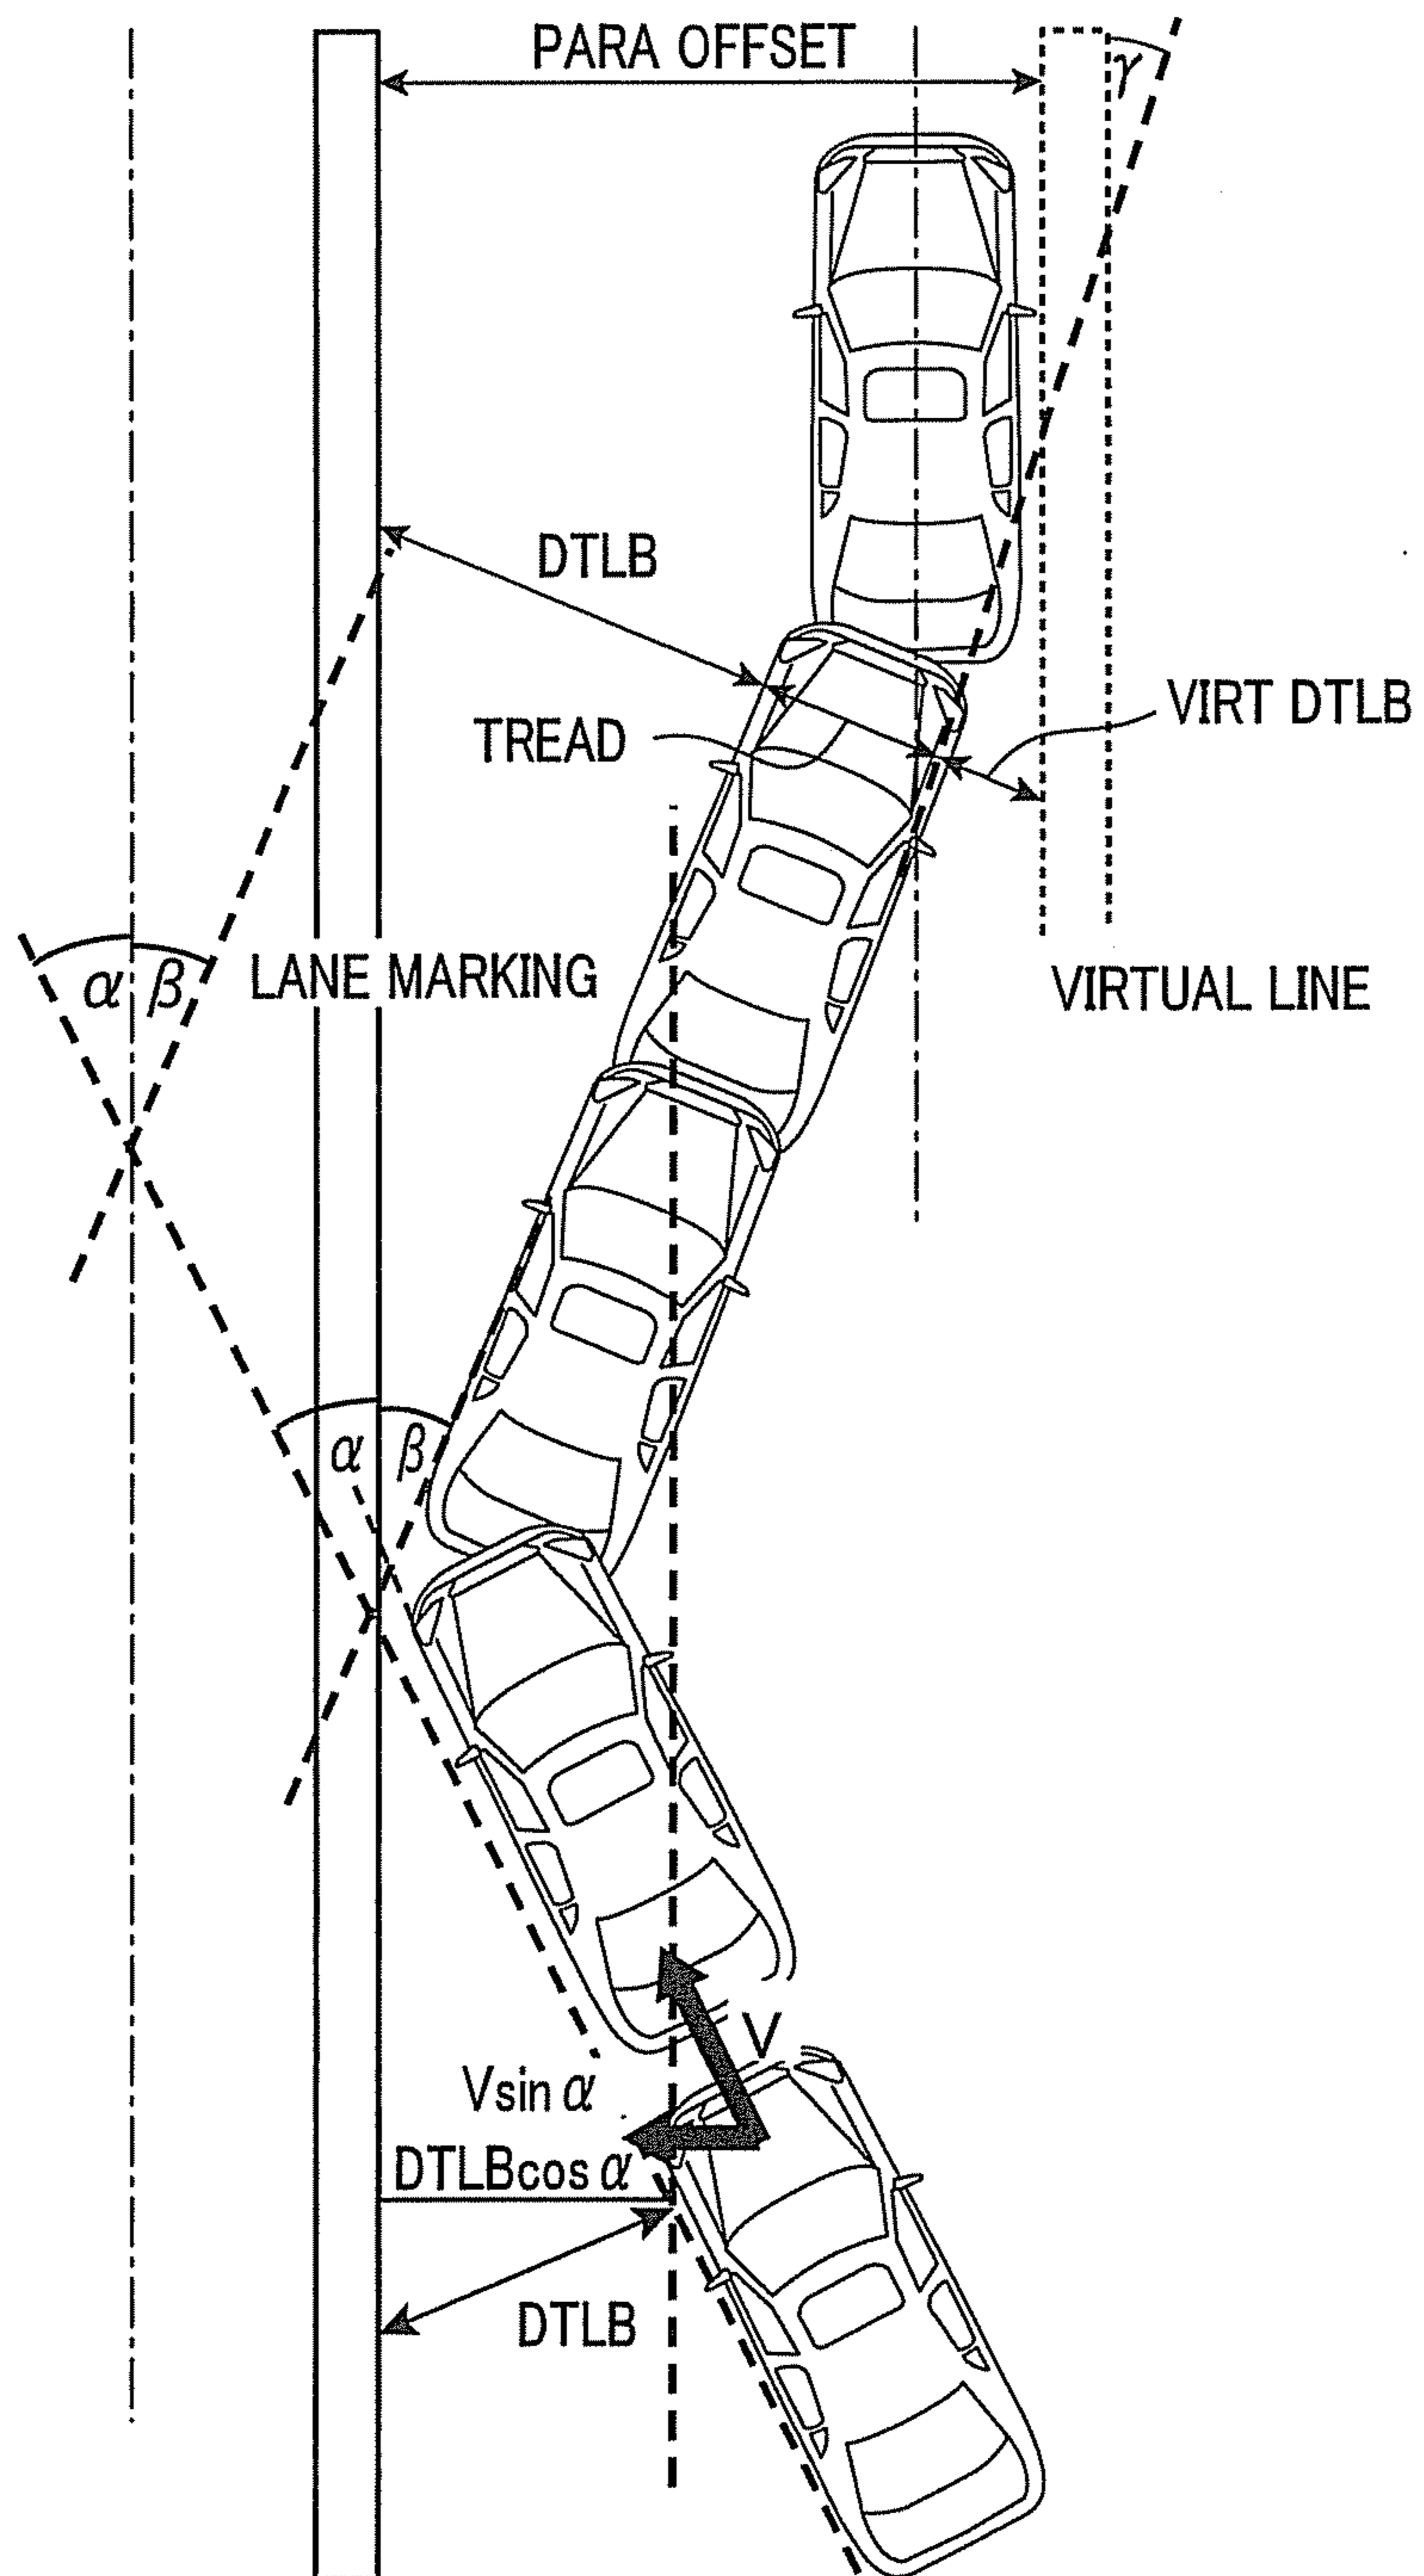 PARA OFFSET
γ
DTLB
TREAD
VIRT DTLB
α β
LANE MARKING
VIRTUAL LINE
α β
V
Vsin α
DTLBcos α
DTLB